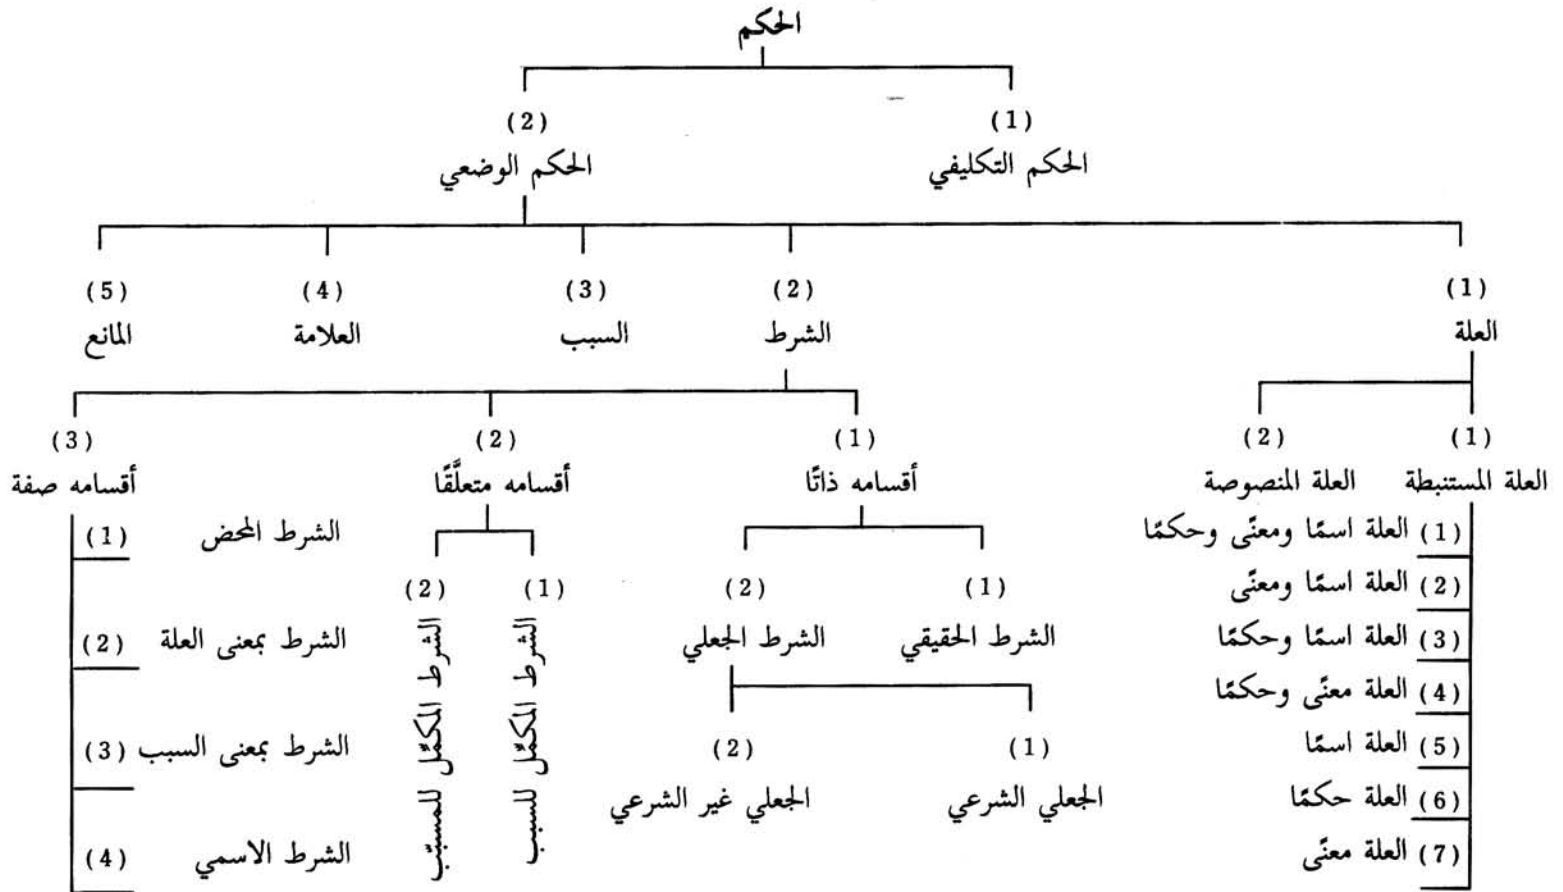 الحكم
(1) (2)
الحكم التكليفي الحكم الوضعي
(1) (2) (3) (4) (5)
العلة الشرط السبب العلامة المانع
(1) (2) (1) (2) (3)
العلة المستنبطة العلة المنصوصة أقسامه ذاتًا أقسامه متعلَّقًا أقسامه صفة
(1) العلة اسمًا ومعنًى وحكمًا
(2) العلة اسمًا ومعنًى
(3) العلة اسمًا وحكمًا
(4) العلة معنًى وحكمًا
(5) العلة اسمًا
(6) العلة حكمًا
(7) العلة معنًى
(1) (2)
الشرط الحقيقي الشرط الجعلي
(1) (2)
الجعلي الشرعي الجعلي غير الشرعي
(1) الشرط المكمِّل للسبب
(2) الشرط المكمِّل للمسبَّب
الشرط المحض (1)
الشرط بمعنى العلة (2)
الشرط بمعنى السبب (3)
الشرط الاسمي (4)